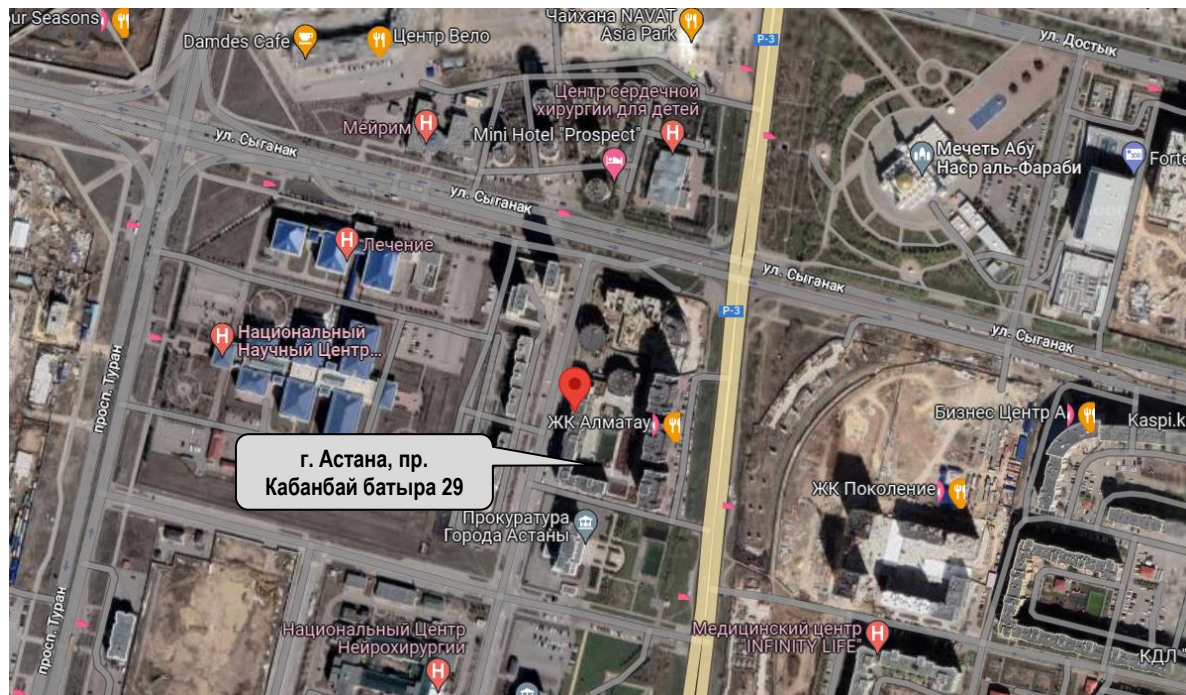 our Seasons
Damdes Cafe
Центр Вело
Чайхана NAVAT
Asia Park
P-3
ул. Достык
Центр сердечной
хирургии для детей
Мейрим
Mini Hotel "Prospect"
Мечеть Абу
Наср аль-Фараби
Forte
ул. Сыганак
ул. Сыганак
Лечение
ул. Сыганак
P-3
ул. Сыганак
Национальный
Научный Центр...
просп. Туран
ЖК Алматау
Бизнес Центр А
Kaspi.k
г. Астана, пр.
Кабанбай батыра 29
ЖК Поколение
Прокуратура
Города Астаны
просп. Туран
Национальный Центр
Нейрохирургии
Медицинский центр
"INFINITY LIFE"
КДЛ "